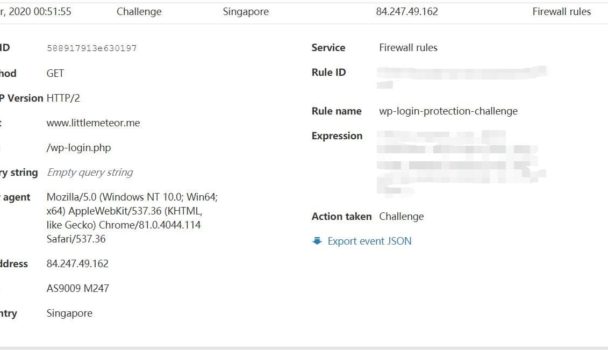 r, 2020 00:51:55 Challenge Singapore 84.247.49.162 Firewall rules
ID 588917913e630197
hod GET
P Version HTTP/2
: www.littlemeteor.me
/wp-login.php
ry string Empty query string
r agent Mozilla/5.0 (Windows NT 10.0; Win64;
x64) AppleWebKit/537.36 (KHTML,
like Gecko) Chrome/81.0.4044.114
Safari/537.36
ddress 84.247.49.162
AS9009 M247
ntry Singapore
Service Firewall rules
Rule ID
Rule name wp-login-protection-challenge
Expression
Action taken Challenge
Export event JSON